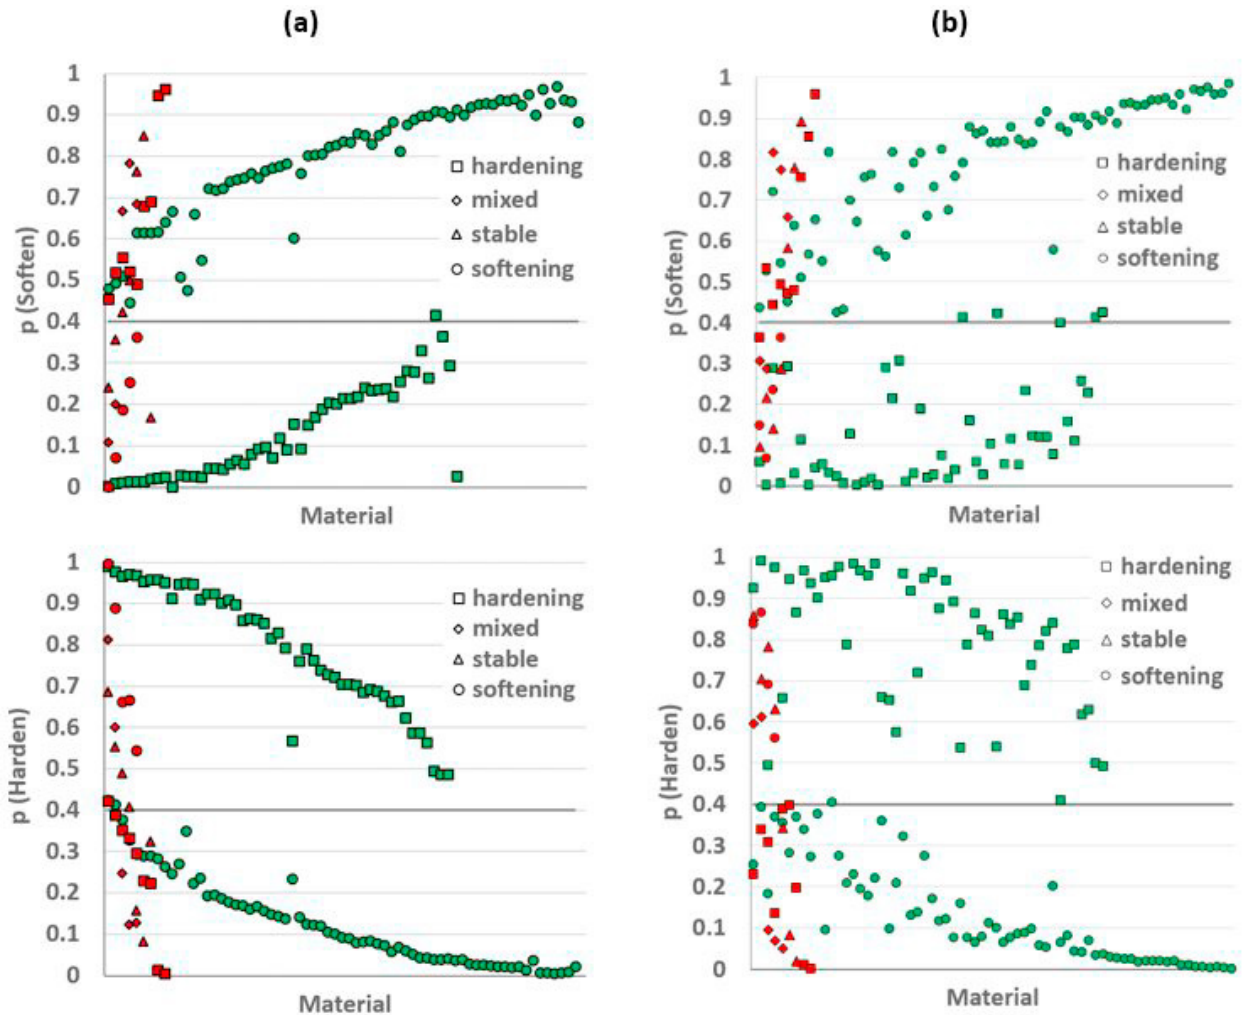 (a)
(b)
p (Soften)
1
0.9
0.8
0.7
0.6
0.5
0.4
0.3
0.2
0.1
0
hardening
mixed
stable
softening
Material
p (Soften)
1
0.9
0.8
0.7
0.6
0.5
0.4
0.3
0.2
0.1
0
hardening
mixed
stable
softening
Material
p (Harden)
1
0.9
0.8
0.7
0.6
0.5
0.4
0.3
0.2
0.1
0
hardening
mixed
stable
softening
Material
p (Harden)
1
0.9
0.8
0.7
0.6
0.5
0.4
0.3
0.2
0.1
0
hardening
mixed
stable
softening
Material